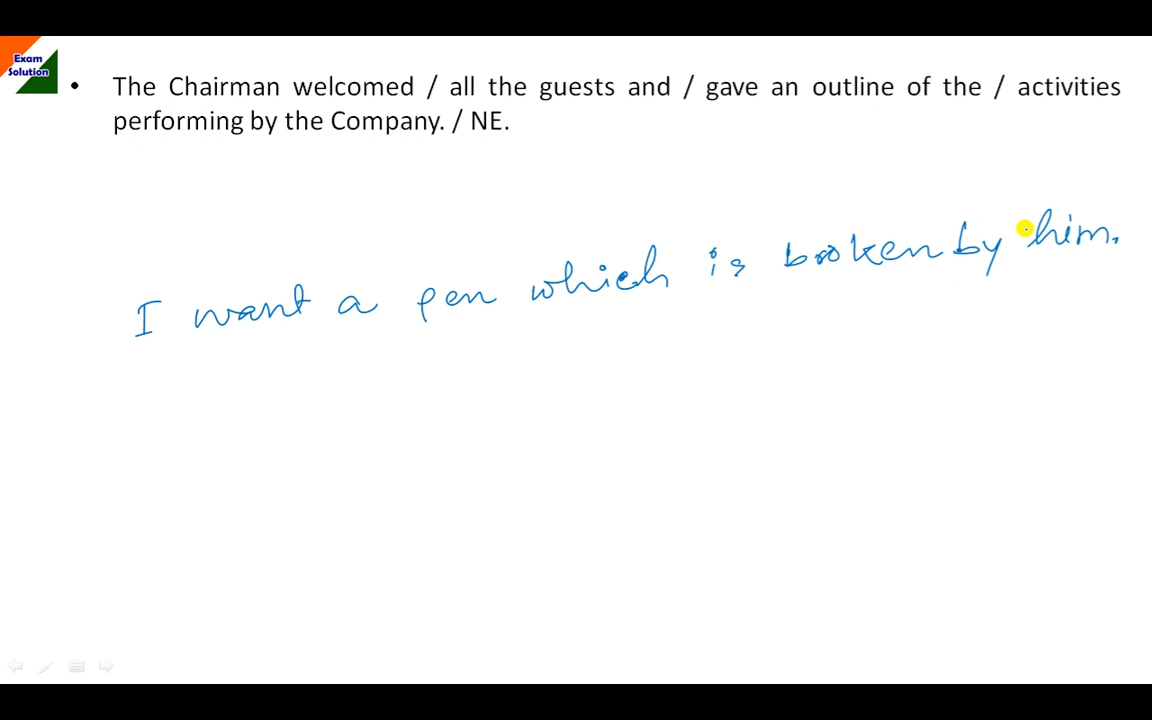 Exam
Solution
• The Chairman welcomed / all the guests and / gave an outline of the / activities
performing by the Company. / NE.
I want a pen which is broken by him.